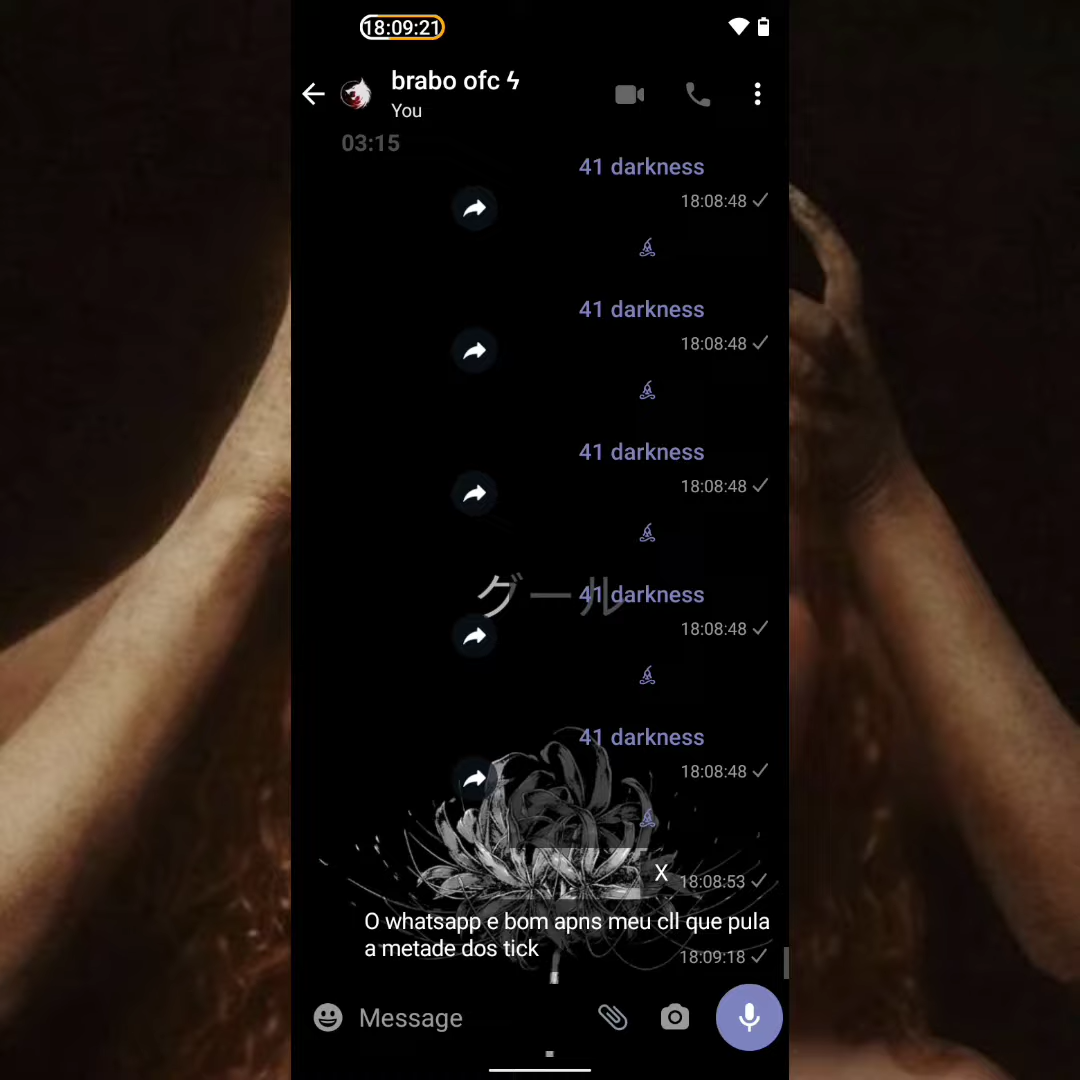 18:09:21
brabo ofc ϟ
You
03:15
41 darkness
18:08:48
41 darkness
18:08:48
41 darkness
18:08:48
グール
41 darkness
18:08:48
41 darkness
18:08:48
X
18:08:53
O whatsapp e bom apns meu cll que pula
a metade dos tick
18:09:18
Message